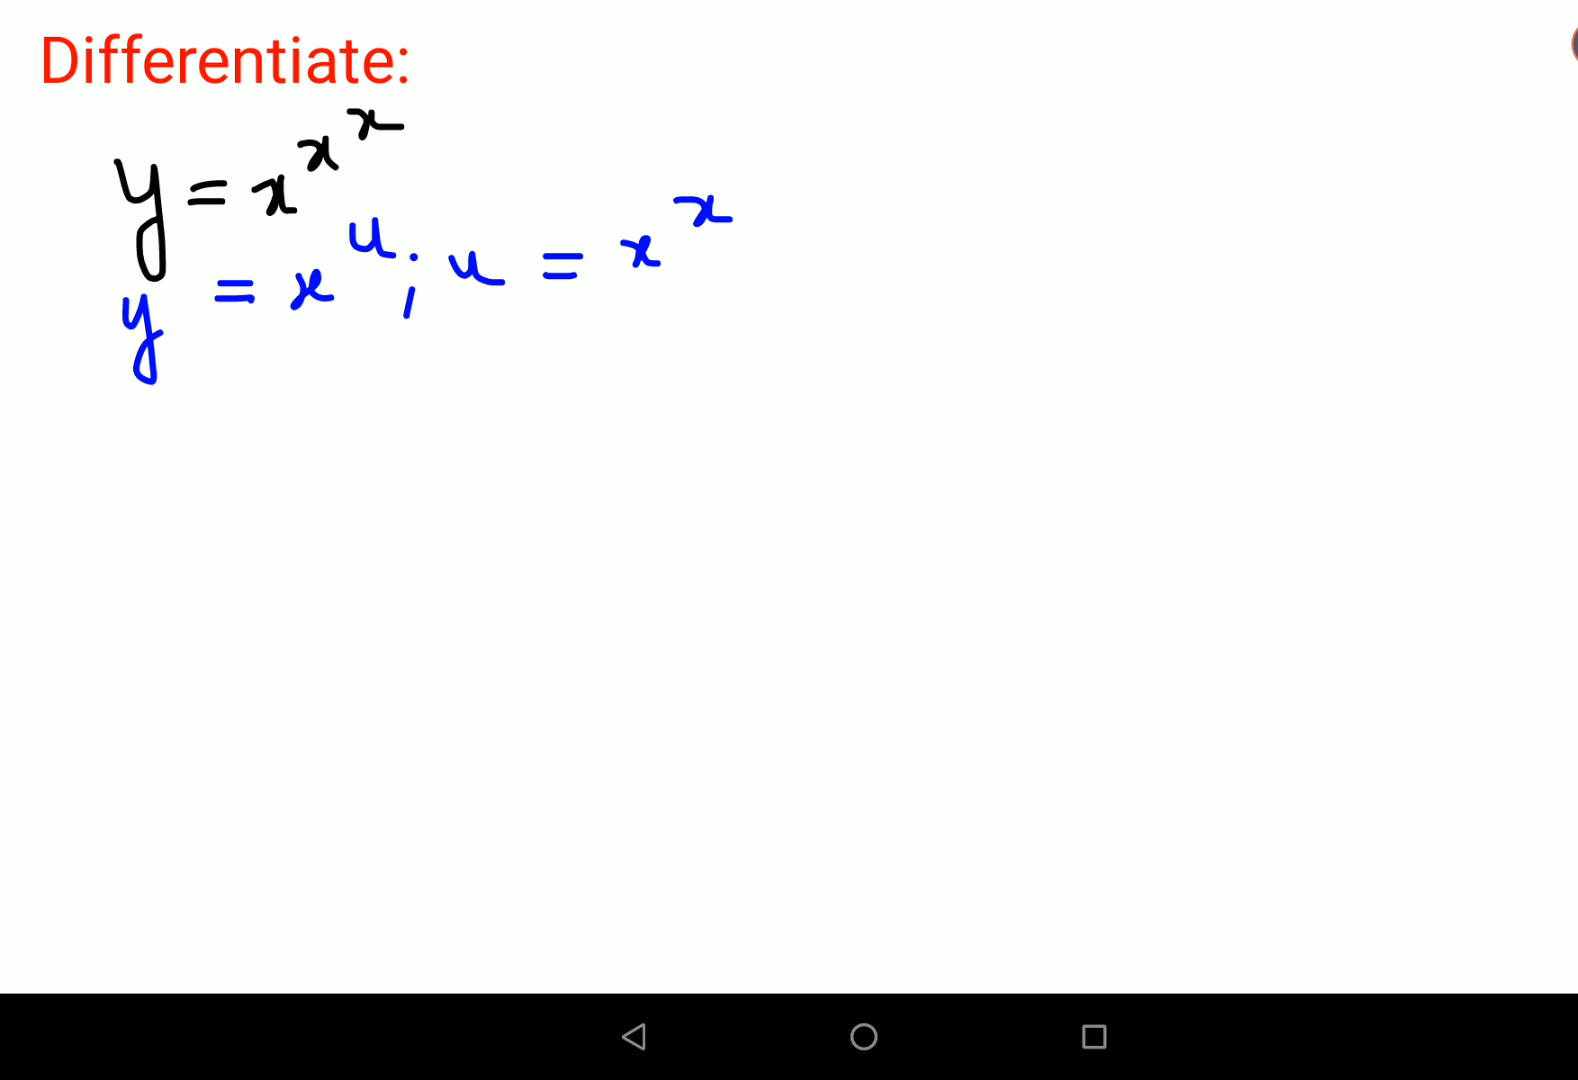 Differentiate:
y = x^x^x
y = x^u ; u = x^x